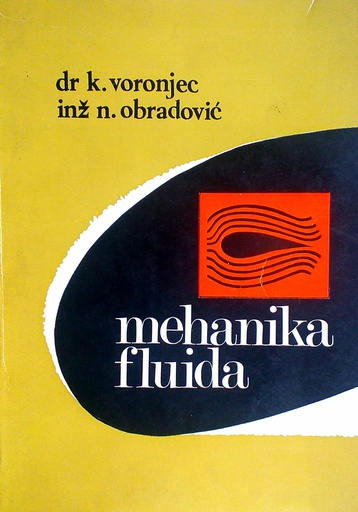 dr k. voronjec
inž n. obradović
mehanika
fluida